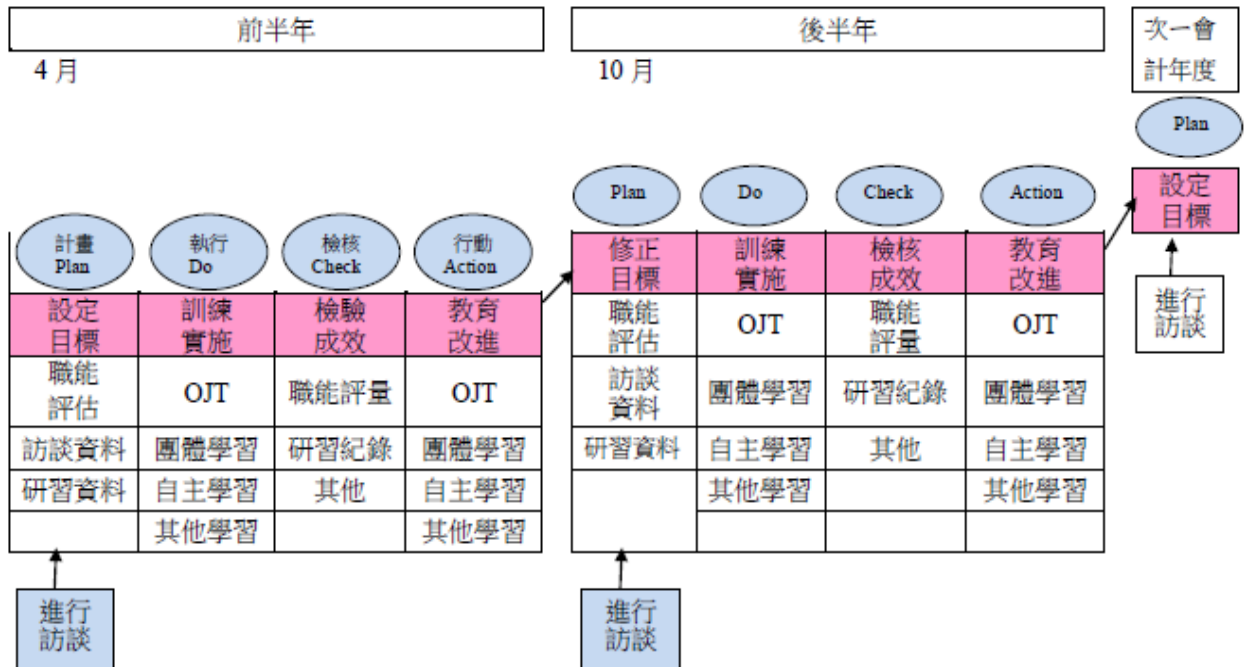 前半年
後半年
次一會
計年度
4 月
10 月
Plan
設定
目標
進行
訪談
計畫
Plan
執行
Do
檢核
Check
行動
Action
設定
目標
訓練
實施
檢驗
成效
教育
改進
職能
評估
OJT
職能評量
OJT
訪談資料
團體學習
研習紀錄
團體學習
研習資料
自主學習
其他
自主學習
其他學習
其他學習
進行
訪談
Plan
Do
Check
Action
修正
目標
訓練
實施
檢核
成效
教育
改進
職能
評估
OJT
職能
評量
OJT
訪談
資料
團體學習
研習紀錄
團體學習
研習資料
自主學習
其他
自主學習
其他學習
其他學習
進行
訪談